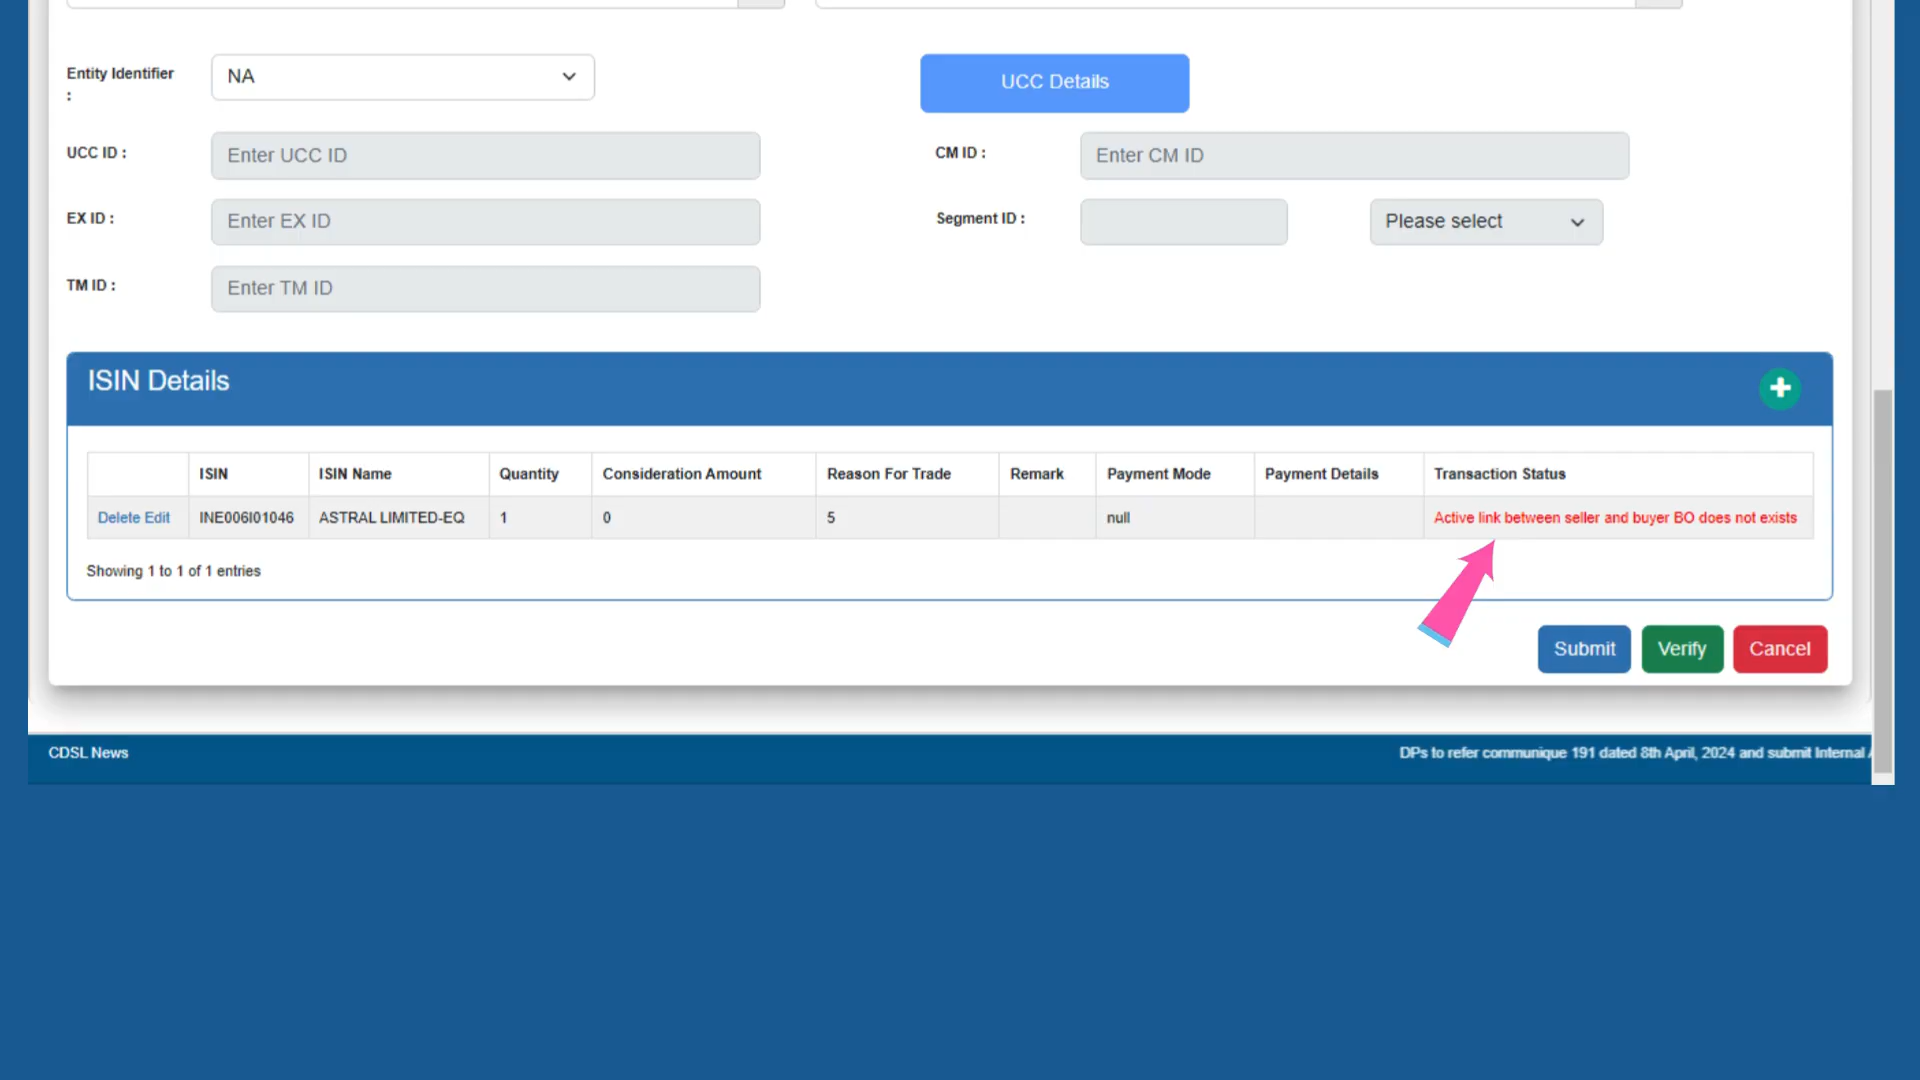 Entity Identifier
:
NA
UCC Details
UCC ID :
Enter UCC ID
CM ID :
Enter CM ID
EX ID :
Enter EX ID
Segment ID :
Please select
TM ID :
Enter TM ID
ISIN Details
ISIN ISIN Name Quantity Consideration Amount Reason For Trade Remark Payment Mode Payment Details Transaction Status
Delete Edit INE006I01046 ASTRAL LIMITED-EQ 1 0 5 null Active link between seller and buyer BO does not exists
Showing 1 to 1 of 1 entries
Submit Verify Cancel
CDSL News DPs to refer communique 191 dated 8th April, 2024 and submit Internal